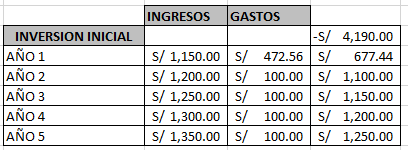 INGRESOS GASTOS
INVERSION INICIAL -S/ 4,190.00
AÑO 1 S/ 1,150.00 S/ 472.56 S/ 677.44
AÑO 2 S/ 1,200.00 S/ 100.00 S/ 1,100.00
AÑO 3 S/ 1,250.00 S/ 100.00 S/ 1,150.00
AÑO 4 S/ 1,300.00 S/ 100.00 S/ 1,200.00
AÑO 5 S/ 1,350.00 S/ 100.00 S/ 1,250.00